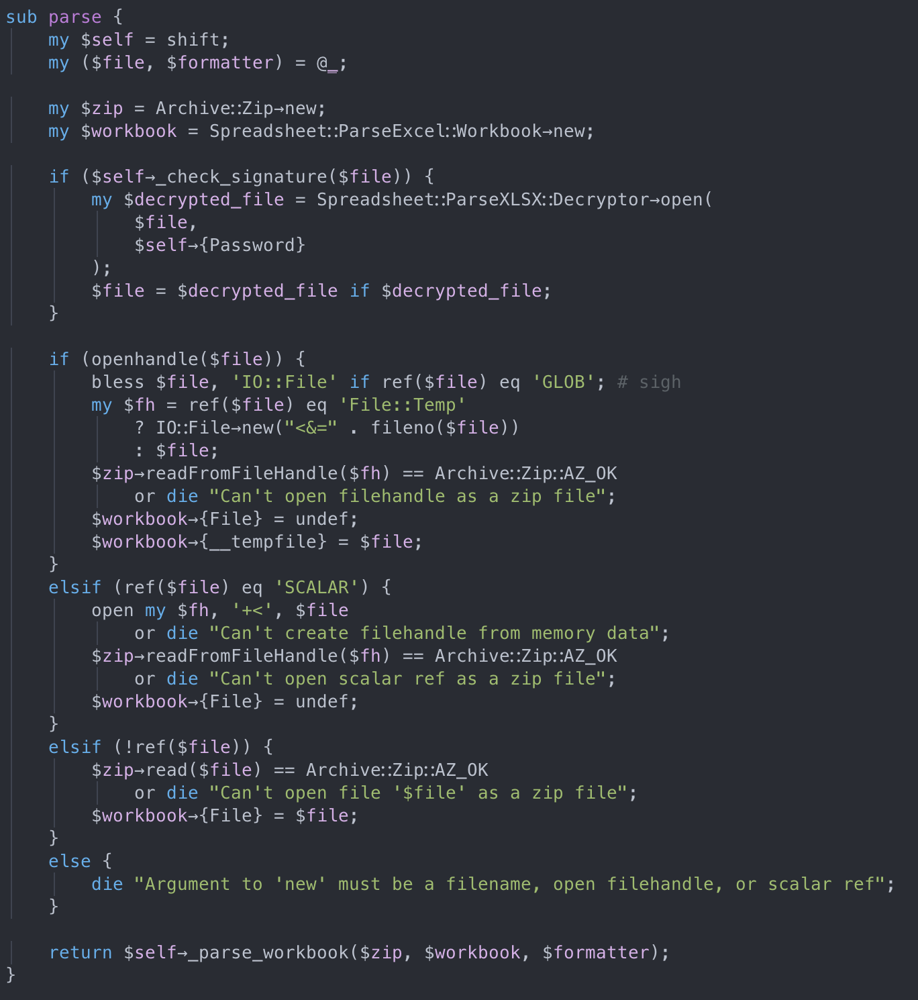 sub parse {
    my $self = shift;
    my ($file, $formatter) = @_;

    my $zip = Archive::Zip→new;
    my $workbook = Spreadsheet::ParseExcel::Workbook→new;

    if ($self→_check_signature($file)) {
        my $decrypted_file = Spreadsheet::ParseXLSX::Decryptor→open(
            $file,
            $self→{Password}
        );
        $file = $decrypted_file if $decrypted_file;
    }

    if (openhandle($file)) {
        bless $file, 'IO::File' if ref($file) eq 'GLOB'; # sigh
        my $fh = ref($file) eq 'File::Temp'
            ? IO::File→new("<&=" . fileno($file))
            : $file;
        $zip→readFromFileHandle($fh) == Archive::Zip::AZ_OK
            or die "Can't open filehandle as a zip file";
        $workbook→{File} = undef;
        $workbook→{__tempfile} = $file;
    }
    elsif (ref($file) eq 'SCALAR') {
        open my $fh, '+<', $file
            or die "Can't create filehandle from memory data";
        $zip→readFromFileHandle($fh) == Archive::Zip::AZ_OK
            or die "Can't open scalar ref as a zip file";
        $workbook→{File} = undef;
    }
    elsif (!ref($file)) {
        $zip→read($file) == Archive::Zip::AZ_OK
            or die "Can't open file '$file' as a zip file";
        $workbook→{File} = $file;
    }
    else {
        die "Argument to 'new' must be a filename, open filehandle, or scalar ref";
    }

    return $self→_parse_workbook($zip, $workbook, $formatter);
}